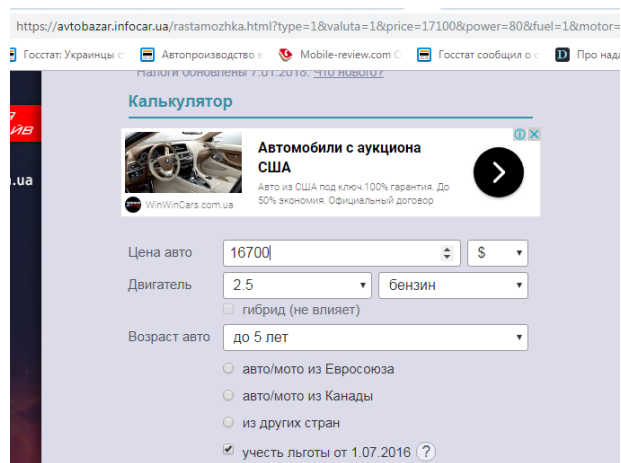 https://avtobazar.infocar.ua/rastamozhka.html?type=1&valuta=1&price=17100&power=80&fuel=1&motor=
Госстат: Украинцы с Автопроизводство в Mobile-review.com С Госстат сообщил о с Про нада
Налоги обновлены 7.01.2018. Что нового?
Калькулятор
Автомобили с аукциона
США
Авто из США под ключ.100% гарантия. До
50% экономия. Официальный договор
WinWinCars.com.ua
.ua
Цена авто 16700 $
Двигатель 2.5 бензин
гибрид (не влияет)
Возраст авто до 5 лет
авто/мото из Евросоюза
авто/мото из Канады
из других стран
учесть льготы от 1.07.2016 ?